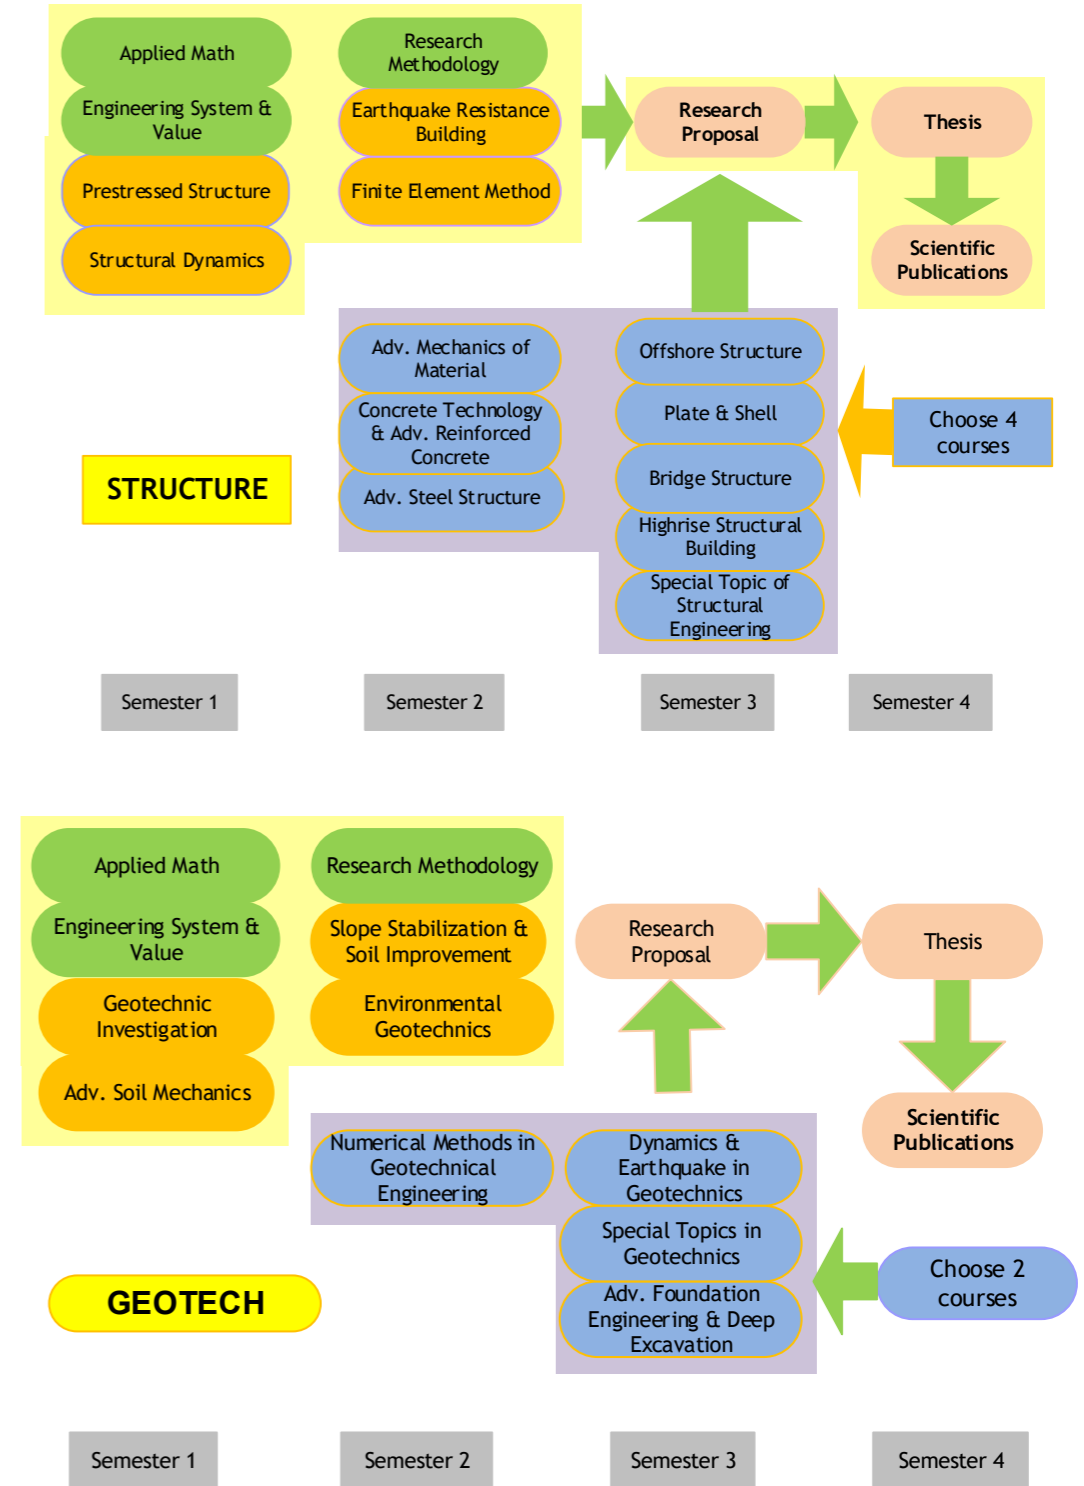 Applied Math
Engineering System &
Value
Prestressed Structure
Structural Dynamics
Research
Methodology
Earthquake Resistance
Building
Finite Element Method
Research
Proposal
Thesis
Scientific
Publications
Adv. Mechanics of
Material
Concrete Technology
& Adv. Reinforced
Concrete
Adv. Steel Structure
Offshore Structure
Plate & Shell
Bridge Structure
Highrise Structural
Building
Special Topic of
Structural
Engineering
Choose 4
courses
STRUCTURE
Semester 1
Semester 2
Semester 3
Semester 4
Applied Math
Engineering System &
Value
Geotechnic
Investigation
Adv. Soil Mechanics
Research Methodology
Slope Stabilization &
Soil Improvement
Environmental
Geotechnics
Research
Proposal
Thesis
Scientific
Publications
Numerical Methods in
Geotechnical
Engineering
Dynamics &
Earthquake in
Geotechnics
Special Topics in
Geotechnics
Adv. Foundation
Engineering & Deep
Excavation
Choose 2
courses
GEOTECH
Semester 1
Semester 2
Semester 3
Semester 4